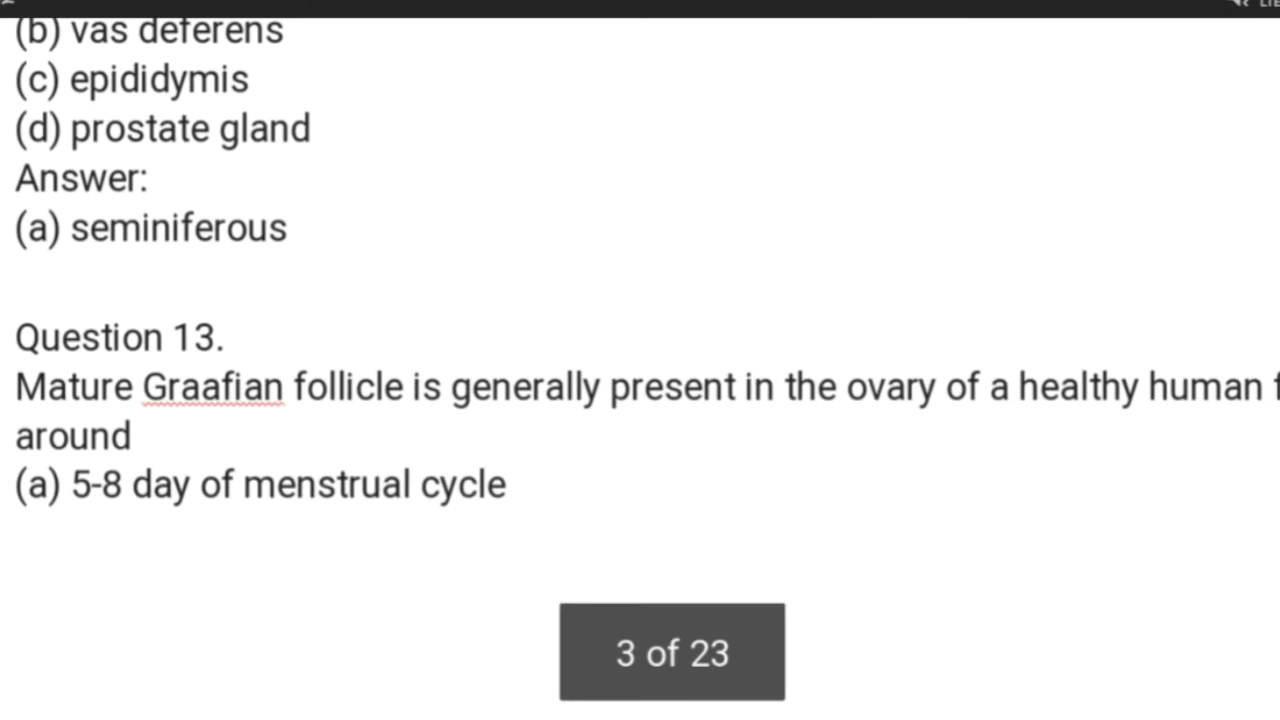 (b) vas deferens
(c) epididymis
(d) prostate gland
Answer:
(a) seminiferous
Question 13.
Mature Graafian follicle is generally present in the ovary of a healthy human
around
(a) 5-8 day of menstrual cycle
3 of 23